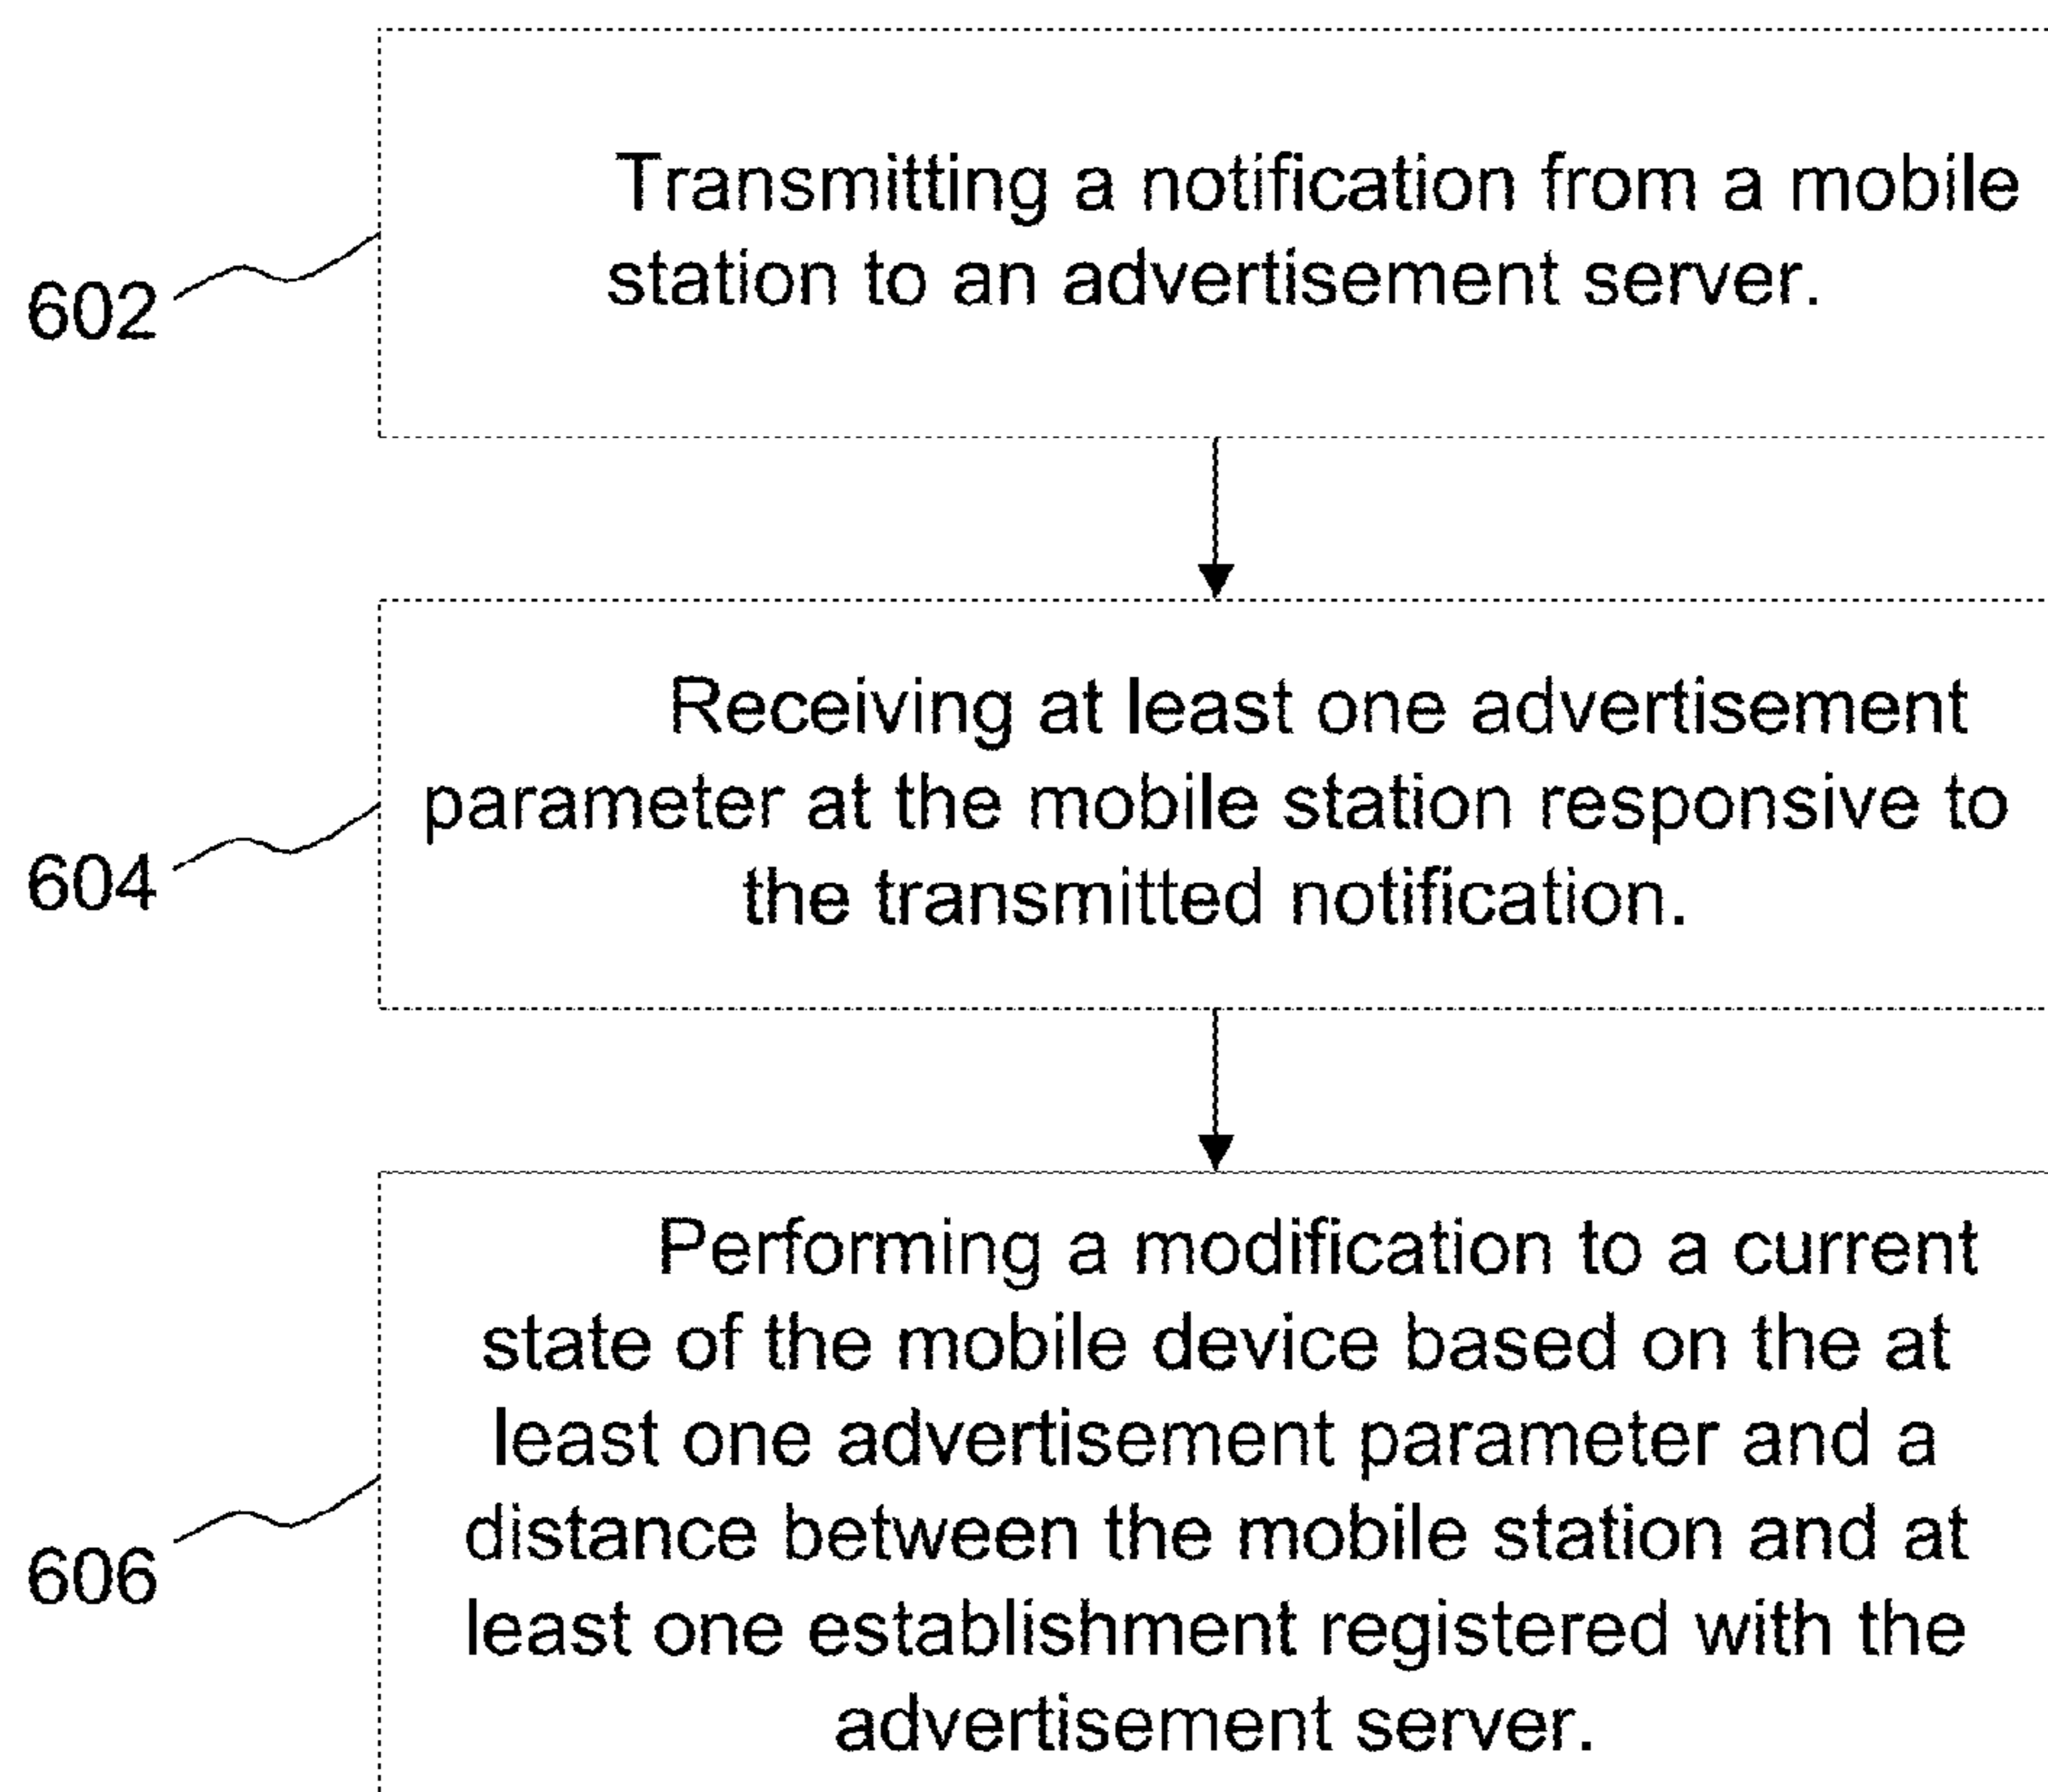 Transmitting a notification from a mobile
station to an advertisement server.
602
Receiving at least one advertisement
parameter at the mobile station responsive to
the transmitted notification.
604
Performing a modification to a current
state of the mobile device based on the at
least one advertisement parameter and a
distance between the mobile station and at
least one establishment registered with the
advertisement server.
606